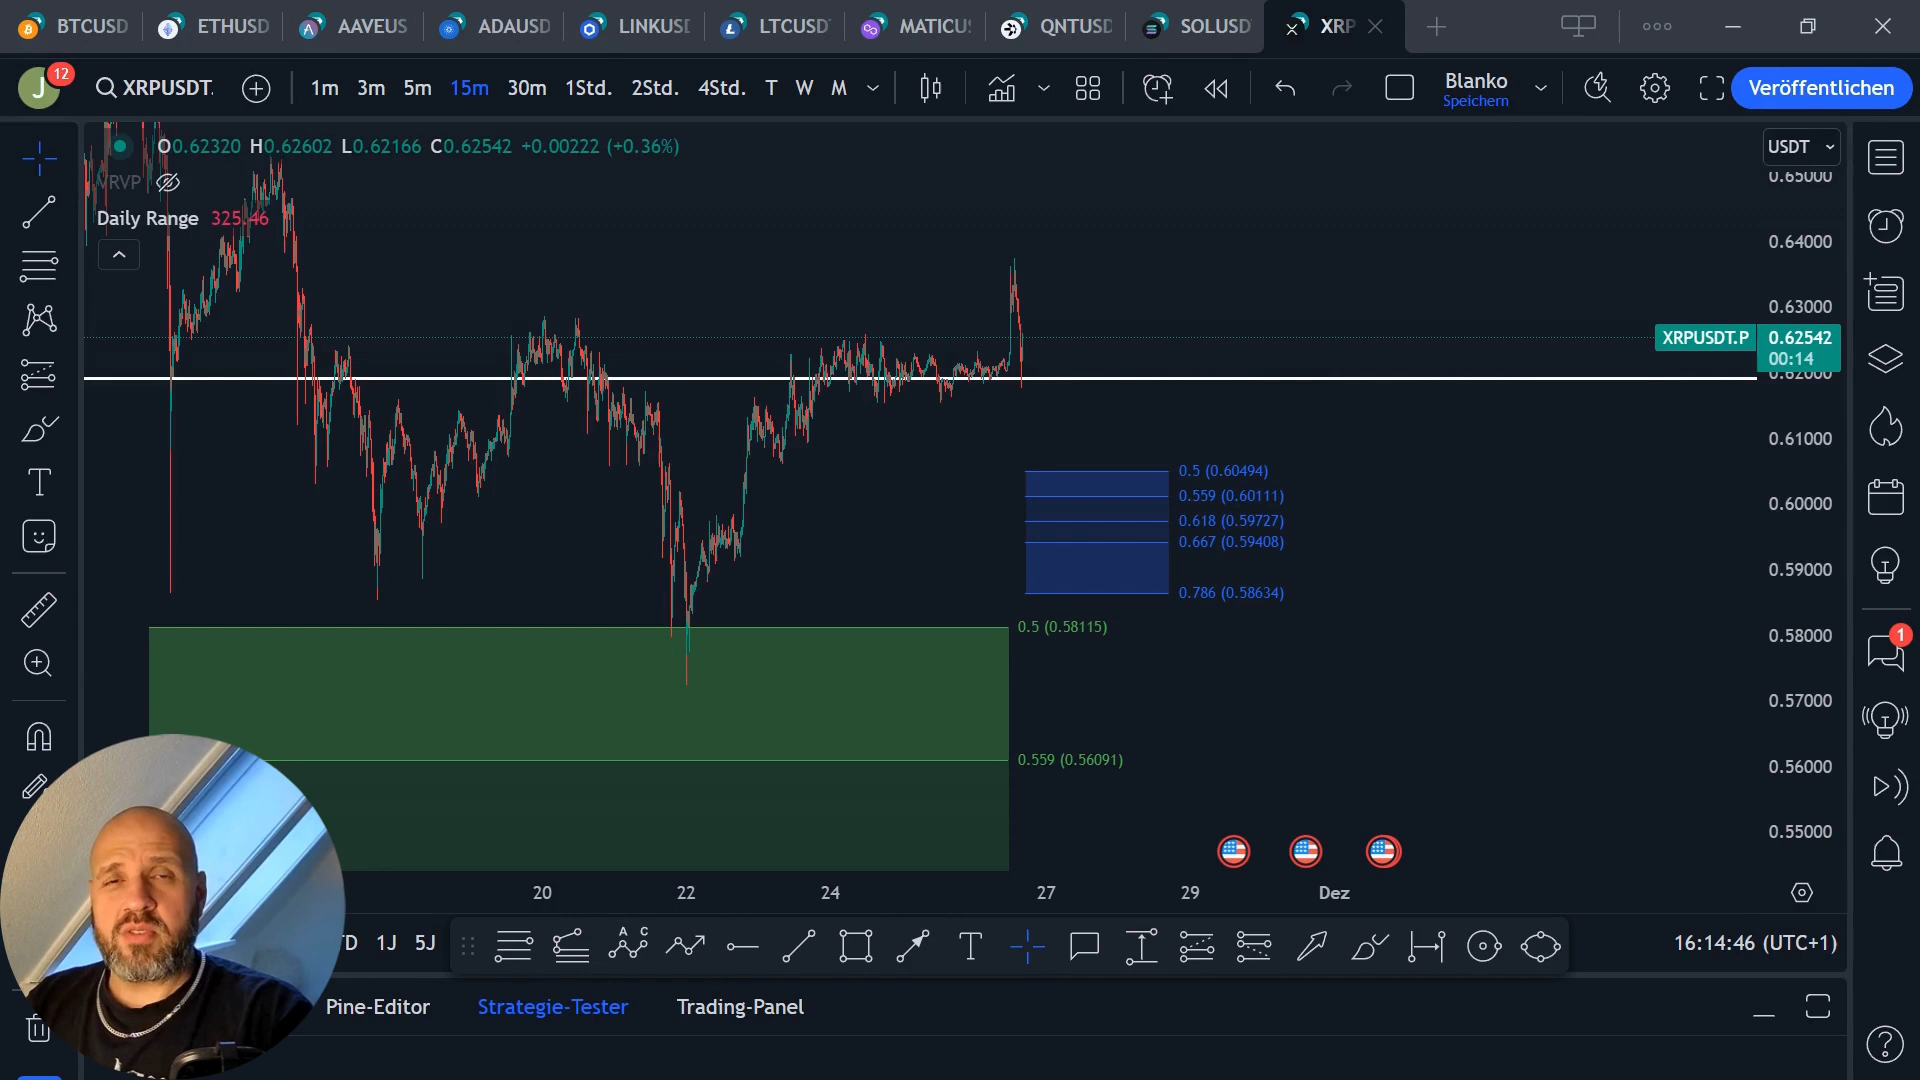 BTCUSD ETHUSD AAVEUS ADAUSD LINKUSD LTCUSD MATICUS QNTUSD SOLUSD XRP
J 12 XRPUSDT. 1m 3m 5m 15m 30m 1Std. 2Std. 4Std. T W M Blanko Veröffentlichen
Speichern
O0.62320 H0.62602 L0.62166 C0.62542 +0.00222 (+0.36%) USDT
VRVP
Daily Range 325.46
0.65000
0.64000
0.63000
XRPUSDT.P 0.62542
00:14
0.62000
0.61000
0.5 (0.60494)
0.559 (0.60111)
0.60000
0.618 (0.59727)
0.667 (0.59408)
0.59000
0.786 (0.58634)
0.5 (0.58115)
0.58000
1
0.57000
0.559 (0.56091)
0.56000
0.55000
20 22 24 27 29 Dez
TD 1J 5J A C T 16:14:46 (UTC+1)
Pine-Editor Strategie-Tester Trading-Panel